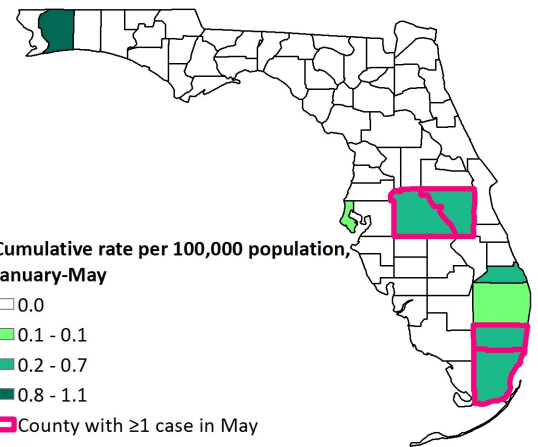 Cumulative rate per 100,000 population,
January-May
0.0
0.1 - 0.1
0.2 - 0.7
0.8 - 1.1
County with ≥1 case in May